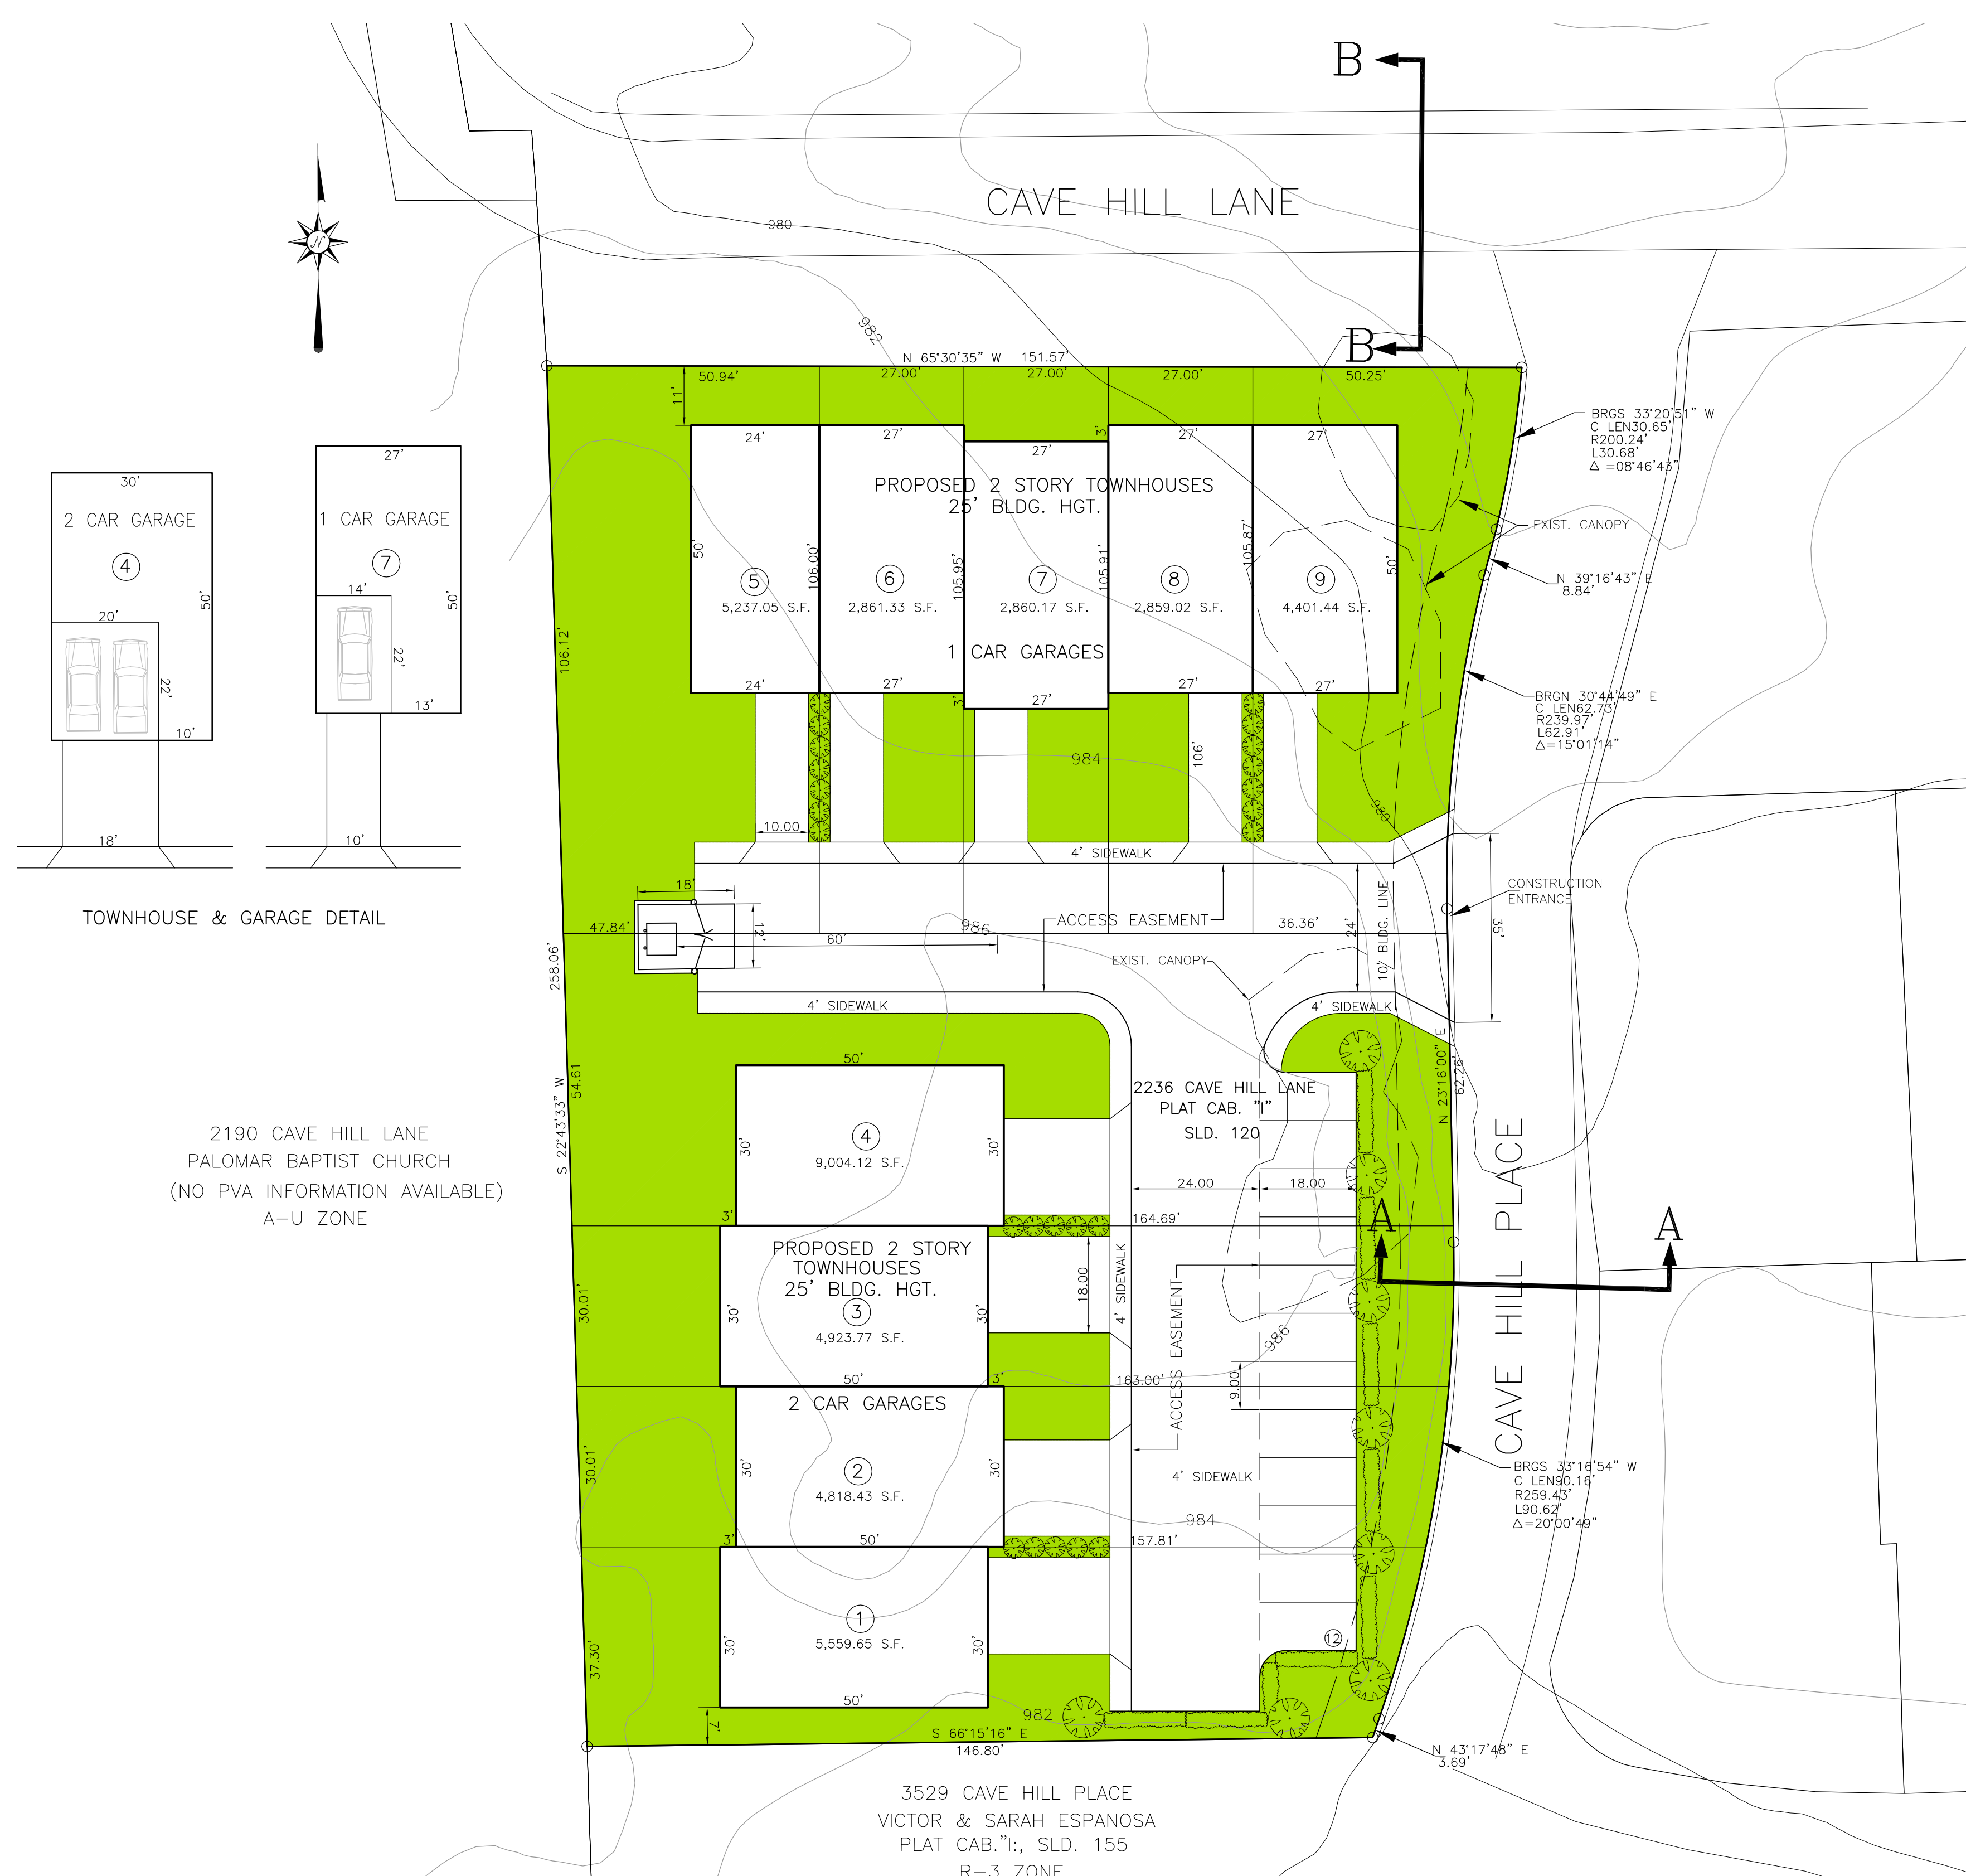 B
CAVE HILL LANE
980
N
982
B
N 65°30'35" W 151.57'
50.94'
27.00'
27.00'
27.00'
50.25'
11'
BRGS 33°20'51" W
C LEN30.65'
R200.24'
L30.68'
Δ =08°46'43"
24'
27'
27'
3'
27'
27'
PROPOSED 2 STORY TOWNHOUSES
25' BLDG. HGT.
EXIST. CANOPY
27'
30'
1 CAR GARAGE
2 CAR GARAGE
7
4
14'
50'
50'
20'
22'
22'
13'
10'
18'
10'
TOWNHOUSE & GARAGE DETAIL
50'
106.00'
105.95'
105.91'
105.87'
50'
5
6
7
8
9
5,237.05 S.F.
2,861.33 S.F.
2,860.17 S.F.
2,859.02 S.F.
4,401.44 S.F.
N 39°16'43" E
8.84'
106.12'
1 CAR GARAGES
24'
27'
3'
27'
27'
27'
BRGN 30°44'49" E
C LEN62.73'
R239.97'
L62.91'
Δ=15°01'14"
984
106'
980
10.00
4' SIDEWALK
18'
CONSTRUCTION
ENTRANCE
47.84'
12'
60'
986
ACCESS EASEMENT
36.36'
24'
10' BLDG. LINE
35'
258.06'
EXIST. CANOPY
4' SIDEWALK
4' SIDEWALK
50'
54.61
S 22°43'33" W
N 23°16'00" E
62.26'
2236 CAVE HILL LANE
PLAT CAB. "I"
SLD. 120
2190 CAVE HILL LANE
PALOMAR BAPTIST CHURCH
(NO PVA INFORMATION AVAILABLE)
A-U ZONE
4
9,004.12 S.F.
30'
30'
24.00
18.00
3'
164.69'
A
A
PROPOSED 2 STORY
TOWNHOUSES
25' BLDG. HGT.
3
4,923.77 S.F.
30.01'
30'
30'
18.00
4' SIDEWALK
ACCESS EASEMENT
986
CAVE HILL PLACE
50'
3'
163.00'
9.00
2 CAR GARAGES
30.01'
30'
30'
2
4,818.43 S.F.
4' SIDEWALK
BRGS 33°16'54" W
C LEN90.16'
R259.43'
L90.62'
Δ=20°00'49"
984
3'
50'
157.81'
1
5,559.65 S.F.
37.30'
30'
30'
12
50'
7'
982
S 66°15'16" E
146.80'
N 43°17'48" E
3.69'
3529 CAVE HILL PLACE
VICTOR & SARAH ESPANOSA
PLAT CAB."I:, SLD. 155
R-3 ZONE